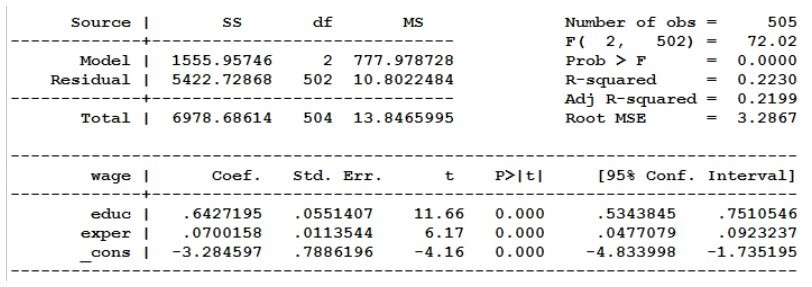 Source | SS df MS Number of obs = 505
-------------+------------------------------ F( 2, 502) = 72.02
Model | 1555.95746 2 777.978728 Prob > F = 0.0000
Residual | 5422.72868 502 10.8022484 R-squared = 0.2230
-------------+------------------------------ Adj R-squared = 0.2199
Total | 6978.68614 504 13.8465995 Root MSE = 3.2867
------------------------------------------------------------------------------
wage | Coef. Std. Err. t P>|t| [95% Conf. Interval]
-------------+----------------------------------------------------------------
educ | .6427195 .0551407 11.66 0.000 .5343845 .7510546
exper | .0700158 .0113544 6.17 0.000 .0477079 .0923237
_cons | -3.284597 .7886196 -4.16 0.000 -4.833998 -1.735195
------------------------------------------------------------------------------